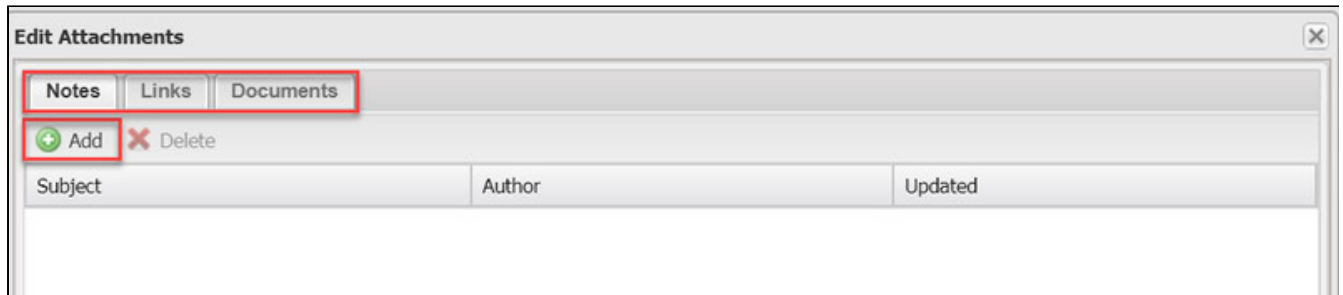 Edit Attachments
Notes Links Documents
Add Delete
Subject Author Updated